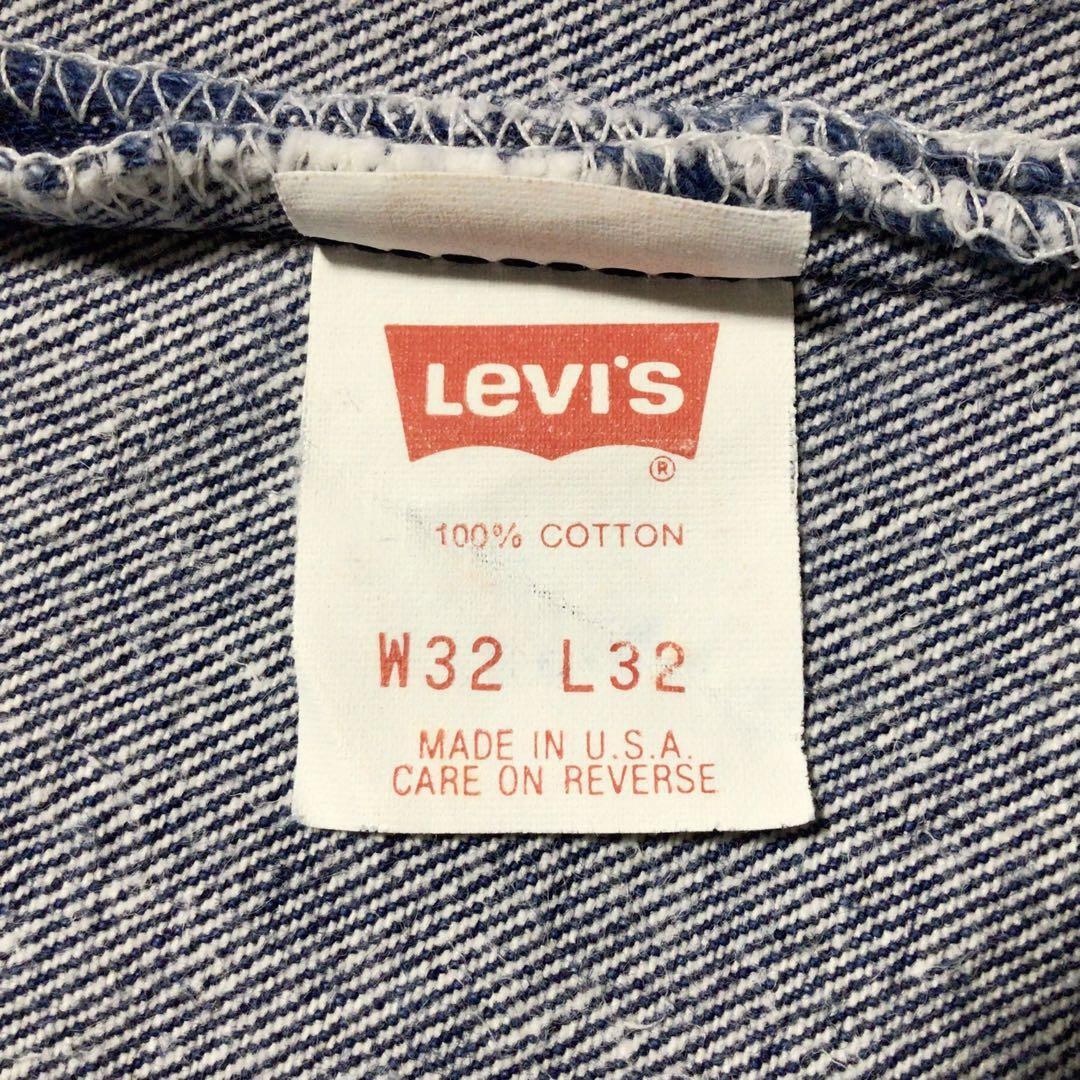 Levi's
®
100% COTTON
W32 L32
MADE IN U.S.A.
CARE ON REVERSE